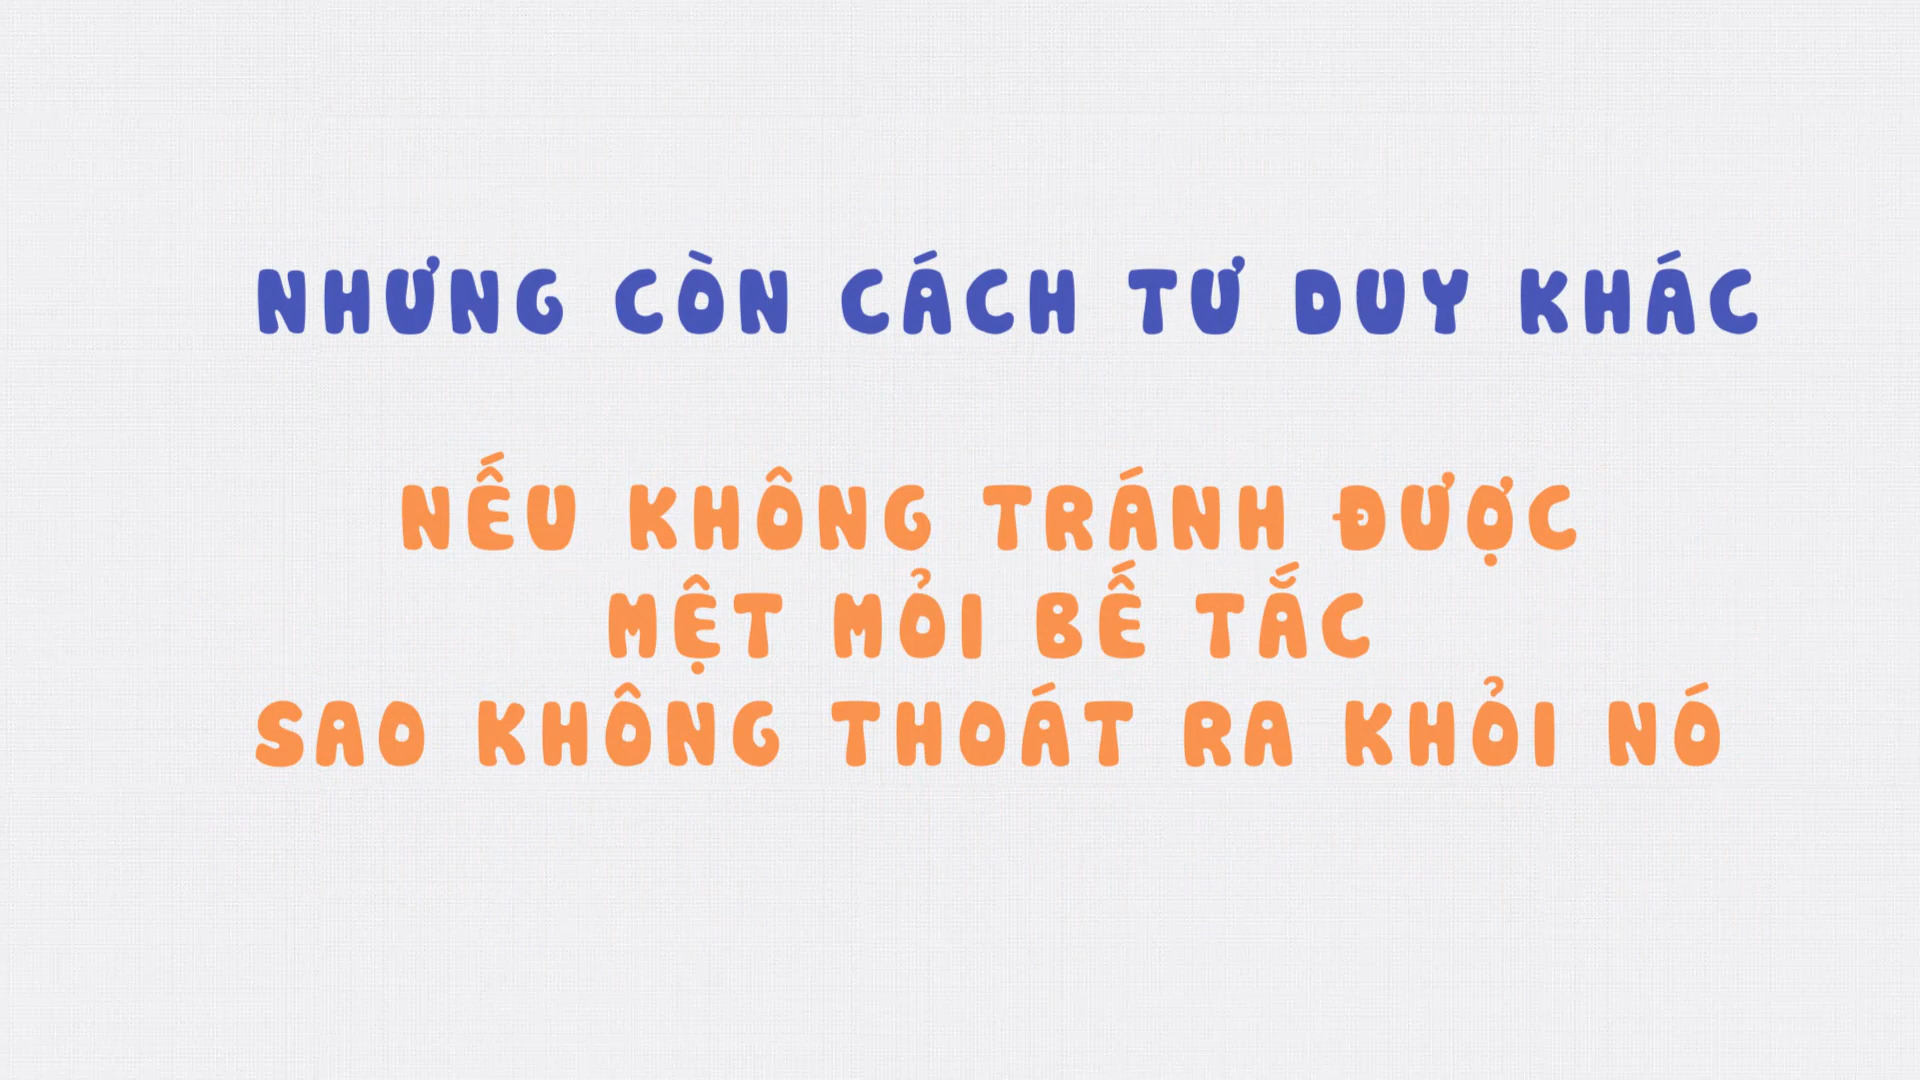 NHƯNG CÒN CÁCH TƯ DUY KHÁC
NẾU KHÔNG TRÁNH ĐƯỢC
MỆT MỎI BẾ TẮC
SAO KHÔNG THOÁT RA KHỎI NÓ